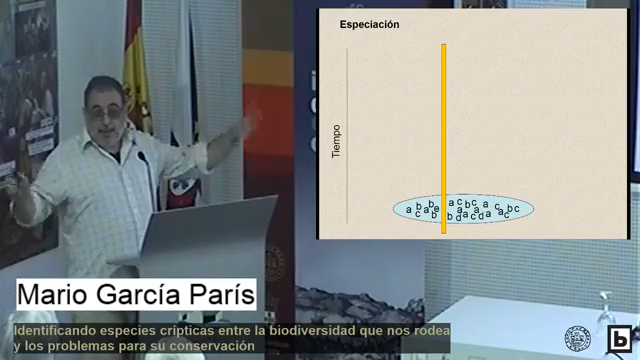 Especiación
Tiempo
a c b c a c b c
a b a b e a a a a c
c b b d a c d a
Mario García París
Identificando especies crípticas entre la biodiversidad que nos rodea
y los problemas para su conservación
b